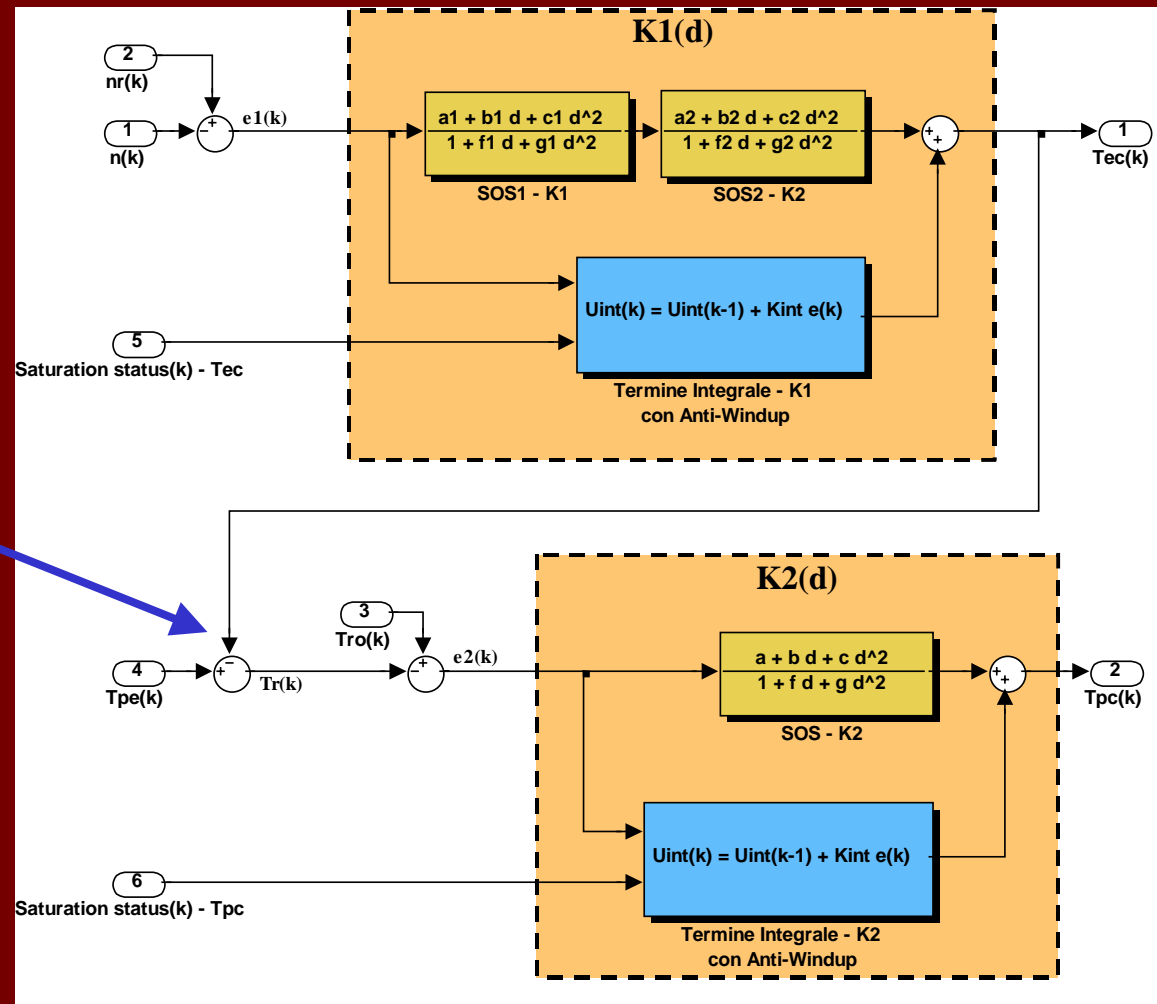 K1(d)
2
nr(k)
1
n(k)
e1(k)
a1 + b1 d + c1 d^2
1 + f1 d + g1 d^2
SOS1 - K1
a2 + b2 d + c2 d^2
1 + f2 d + g2 d^2
SOS2 - K2
1
Tec(k)
Uint(k) = Uint(k-1) + Kint e(k)
5
Saturation status(k) - Tec
Termine Integrale - K1
con Anti-Windup
K2(d)
3
Tro(k)
4
Tpe(k)
Tr(k)
e2(k)
a + b d + c d^2
1 + f d + g d^2
SOS - K2
2
Tpc(k)
Uint(k) = Uint(k-1) + Kint e(k)
6
Saturation status(k) - Tpc
Termine Integrale - K2
con Anti-Windup